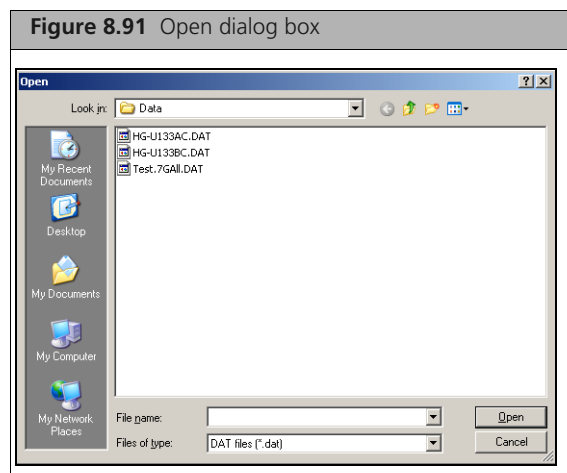 Figure 8.91 Open dialog box
Open
Look in:
Data
HG-U133AC.DAT
HG-U133BC.DAT
Test.7GAll.DAT
My Recent
Documents
Desktop
My Documents
My Computer
My Network
Places
File name:
Open
Files of type:
DAT files (*.dat)
Cancel